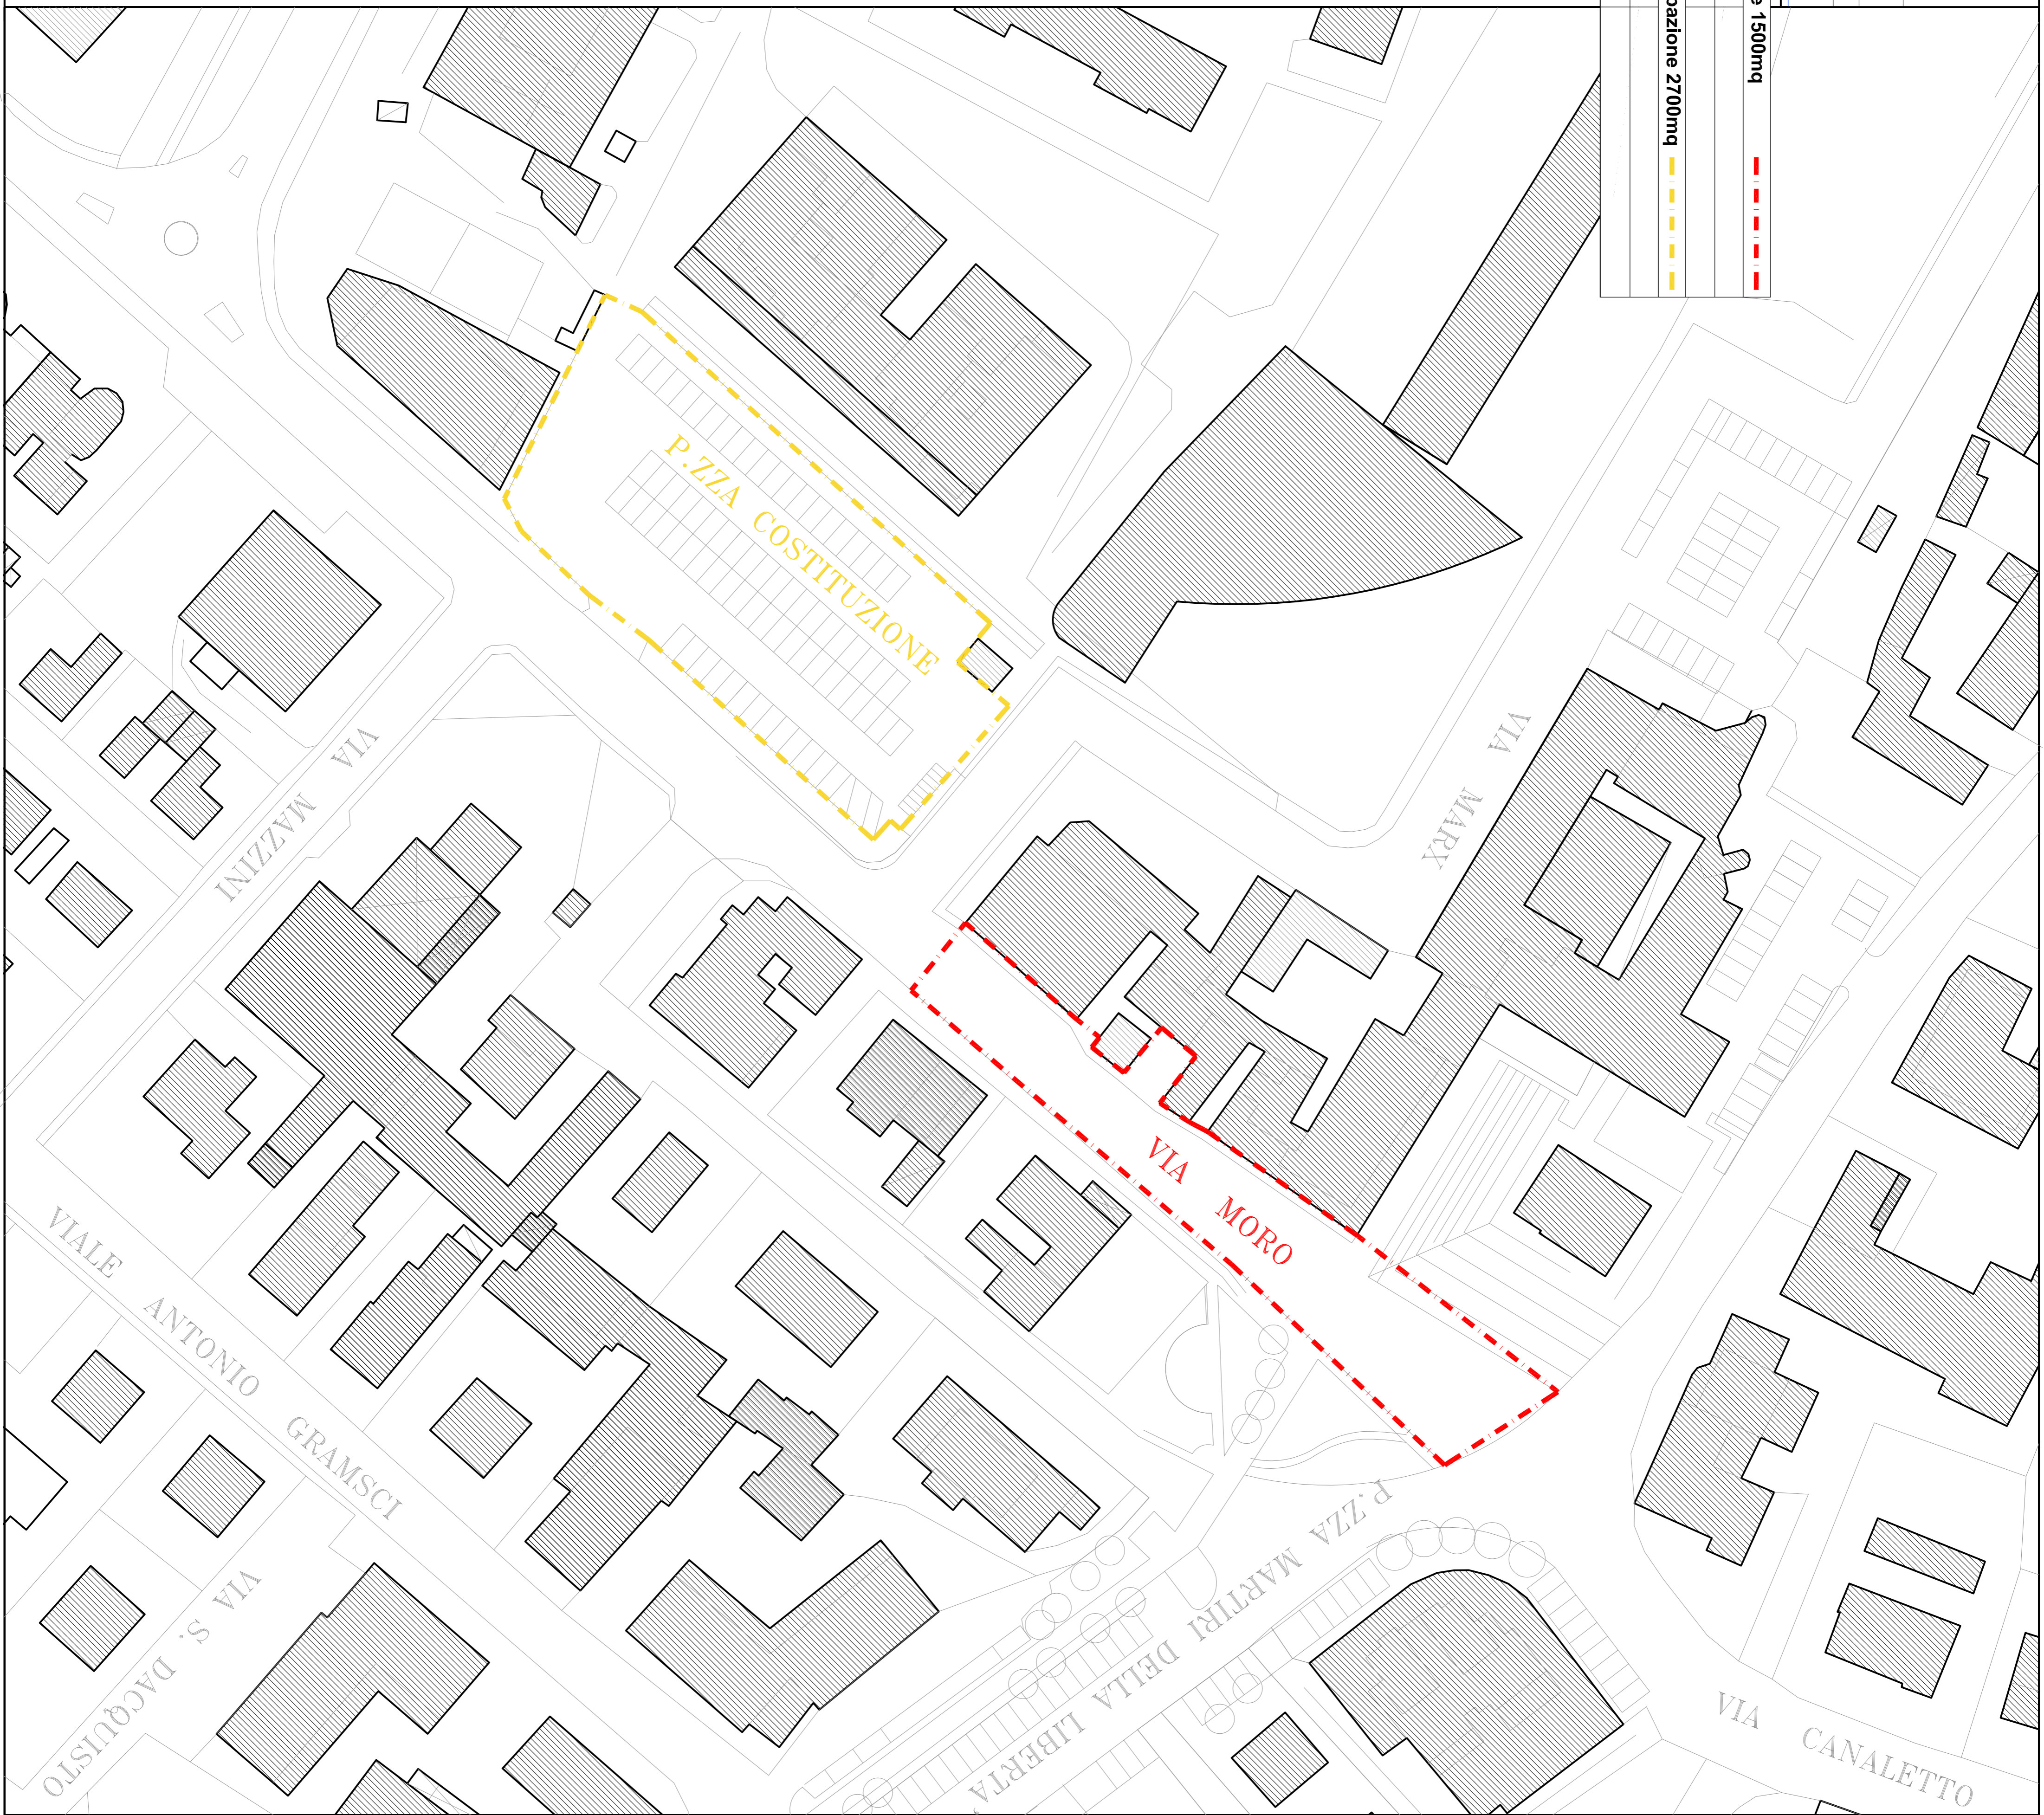 e 1500mq
pazione 2700mq
P.ZZA COSTITUZIONE
VIA MARX
VIA MAZZINI
VIA MORO
VIALE ANTONIO GRAMSCI
P.ZZA MARTIRI DELLA LIBERTA'
VIA S. DACQUISTO
VIA CANALETTO